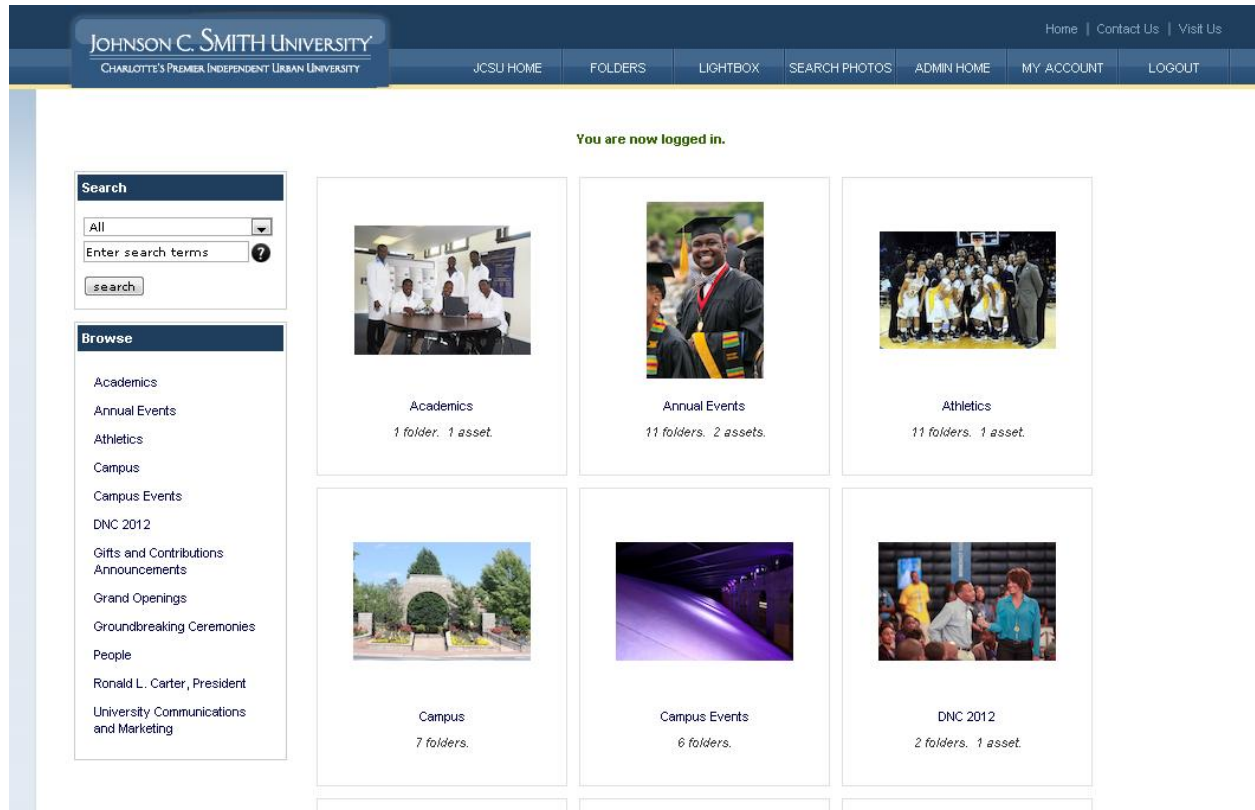 Home | Contact Us | Visit Us
JOHNSON C. SMITH UNIVERSITY
CHARLOTTE'S PREMIER INDEPENDENT URBAN UNIVERSITY
JCSU HOME FOLDERS LIGHTBOX SEARCH PHOTOS ADMIN HOME MY ACCOUNT LOGOUT
You are now logged in.
Search
All
Enter search terms ?
search
Browse
Academics
Annual Events
Athletics
Campus
Campus Events
DNC 2012
Gifts and Contributions
Announcements
Grand Openings
Groundbreaking Ceremonies
People
Ronald L. Carter, President
University Communications
and Marketing
Academics
1 folder. 1 asset.
Annual Events
11 folders. 2 assets.
Athletics
11 folders. 1 asset.
Campus
7 folders.
Campus Events
6 folders.
DNC 2012
2 folders. 1 asset.